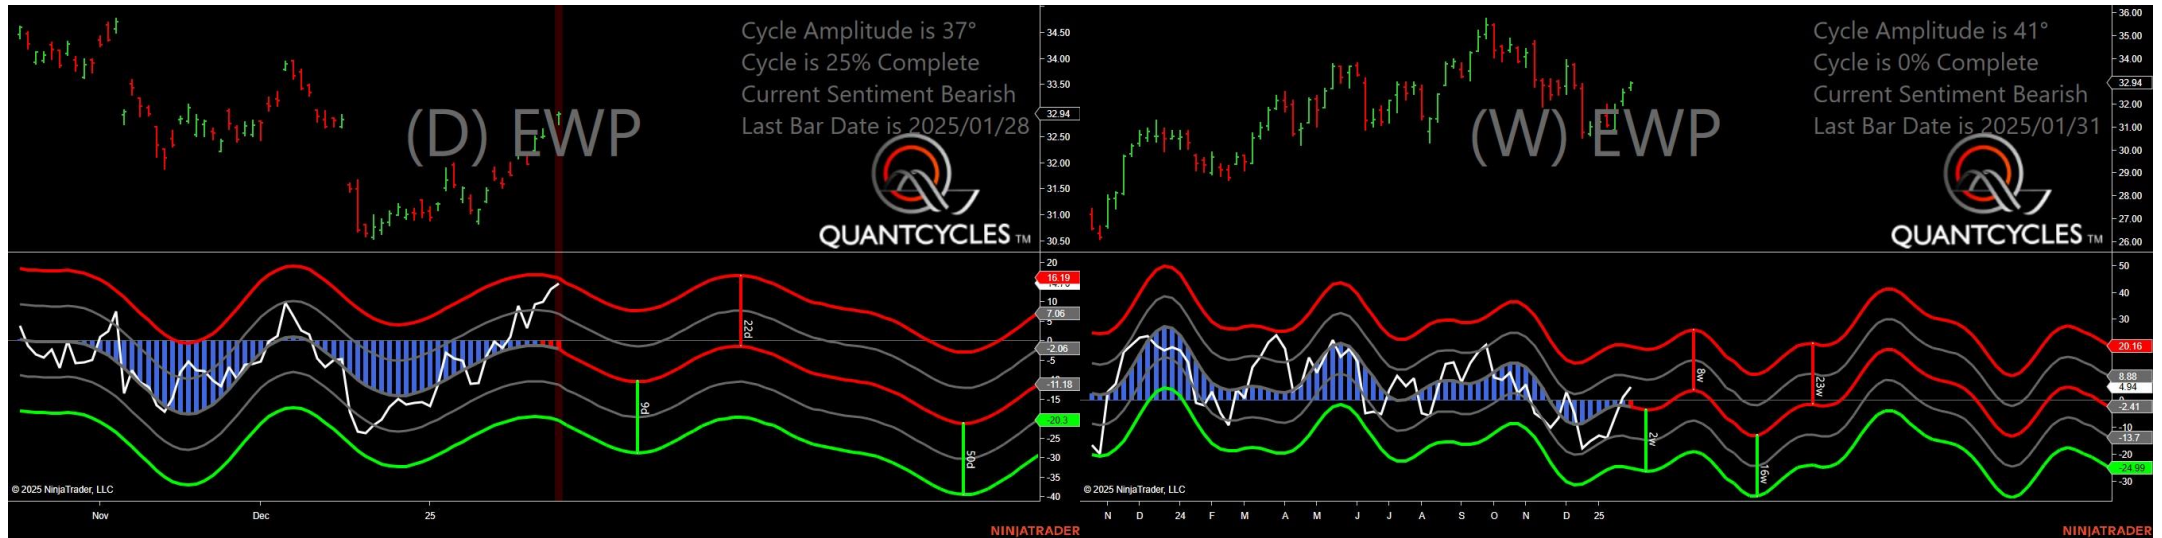 Cycle Amplitude is 37°
Cycle is 25% Complete
Current Sentiment Bearish
Last Bar Date is 2025/01/28
(D) EWP
QUANTCYCLES TM
34.50
34.00
33.50
32.94
32.50
32.00
31.50
31.00
30.50
20
16.19
10
7.06
5
0
-2.06
-5
-11.18
-15
-20.3
-25
-30
-35
-40
22d
9d
50d
© 2025 NinjaTrader, LLC
Nov
Dec
25
NINJATRADER
Cycle Amplitude is 41°
Cycle is 0% Complete
Current Sentiment Bearish
Last Bar Date is 2025/01/31
(W) EWP
QUANTCYCLES TM
36.00
35.00
34.00
32.94
32.00
31.00
30.00
29.00
28.00
27.00
26.00
50
40
30
20.16
8.88
4.94
-2.41
-10
-13.7
-20
-24.99
-30
8w
23w
2w
16w
© 2025 NinjaTrader, LLC
N D 24 F M A M J J A S O N D 25
NINJATRADER